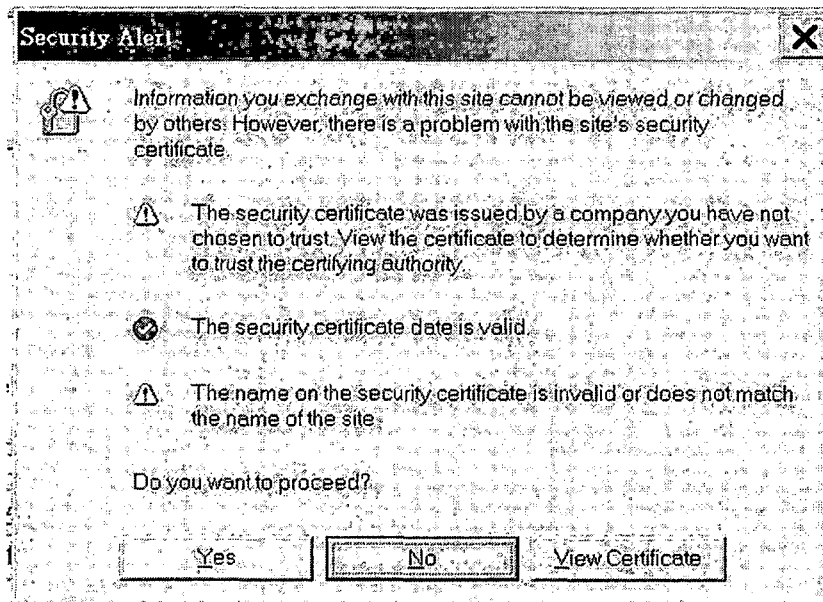 Security Alert
Information you exchange with this site cannot be viewed or changed
by others. However, there is a problem with the site's security
certificate.
The security certificate was issued by a company you have not
chosen to trust. View the certificate to determine whether you want
to trust the certifying authority.
The security certificate date is valid.
The name on the security certificate is invalid or does not match
the name of the site
Do you want to proceed?
Yes
No
View Certificate